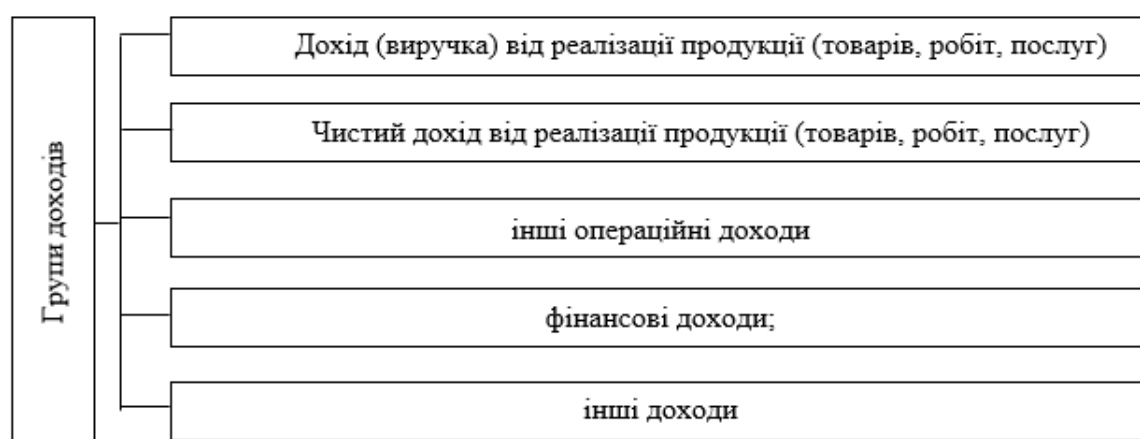 Групи доходів
Дохід (виручка) від реалізації продукції (товарів, робіт, послуг)
Чистий дохід від реалізації продукції (товарів, робіт, послуг)
інші операційні доходи
фінансові доходи;
інші доходи